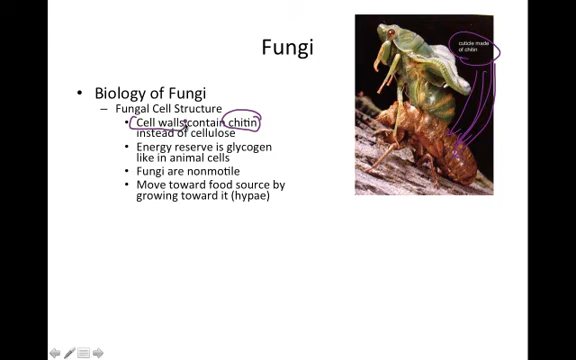 Fungi
cuticle made
of chitin
• Biology of Fungi
– Fungal Cell Structure
• Cell walls contain chitin
instead of cellulose
• Energy reserve is glycogen
like in animal cells
• Fungi are nonmotile
• Move toward food source by
growing toward it (hypae)